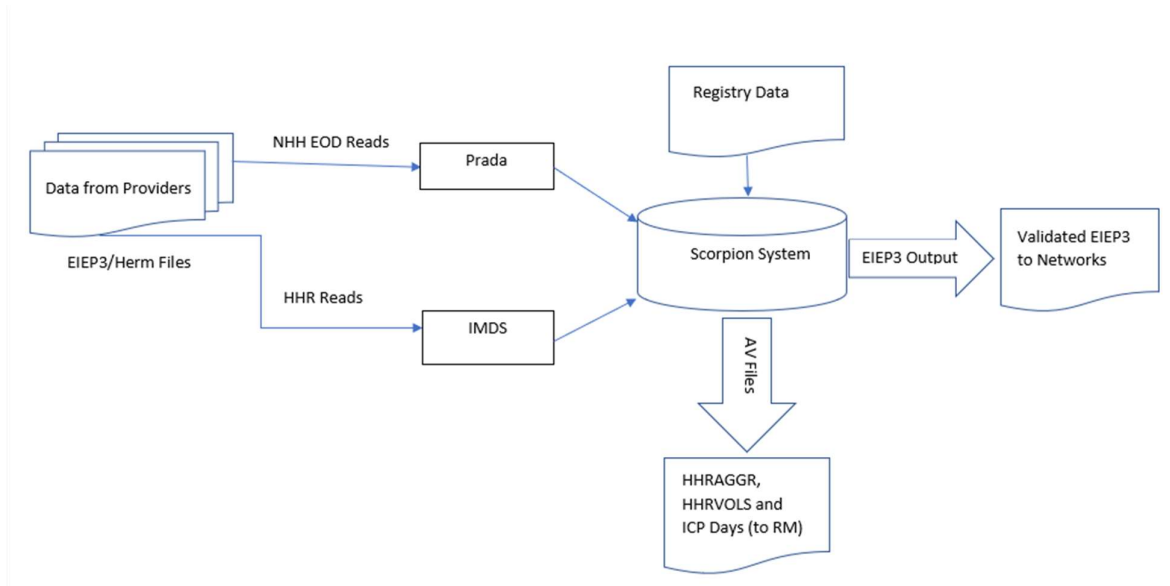 Registry Data
NHH EOD Reads
Prada
Data from Providers
Scorpion System
EIEP3 Output
Validated EIEP3
to Networks
EIEP3/Herm Files
HHR Reads
IMDS
AV Files
HHRAGGR,
HHRVOLS and
ICP Days (to RM)